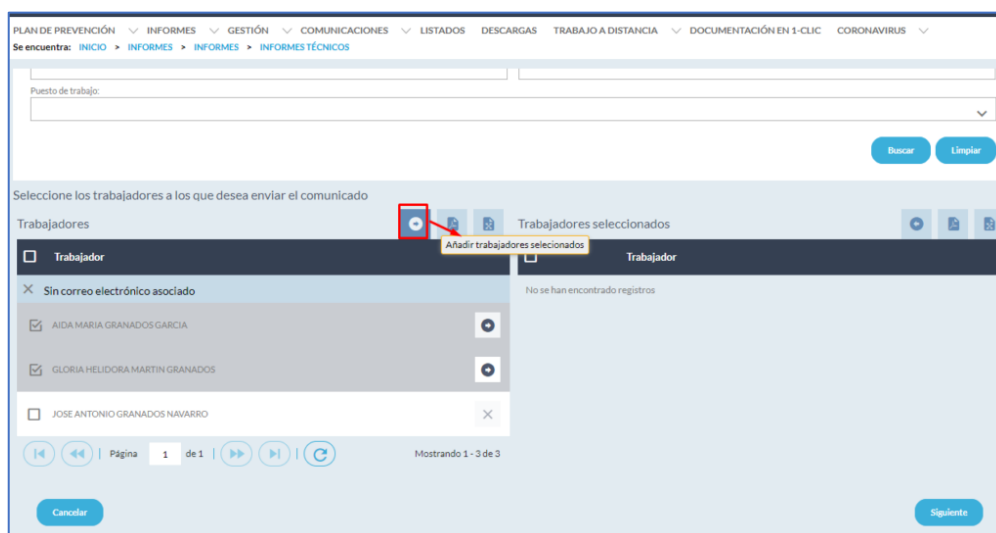 PLAN DE PREVENCIÓN INFORMES GESTIÓN COMUNICACIONES LISTADOS DESCARGAS TRABAJO A DISTANCIA DOCUMENTACIÓN EN 1-CLIC CORONAVIRUS
Se encuentra: INICIO > INFORMES > INFORMES > INFORMES TÉCNICOS
Puesto de trabajo:
Buscar Limpiar
Seleccione los trabajadores a los que desea enviar el comunicado
Trabajadores Trabajadores seleccionados
Añadir trabajadores selecionados
Trabajador Trabajador
Sin correo electrónico asociado No se han encontrado registros
AIDA MARIA GRANADOS GARCIA
GLORIA HELIDORA MARTIN GRANADOS
JOSE ANTONIO GRANADOS NAVARRO
| Página 1 de 1 | | Mostrando 1 - 3 de 3
Cancelar Siguiente